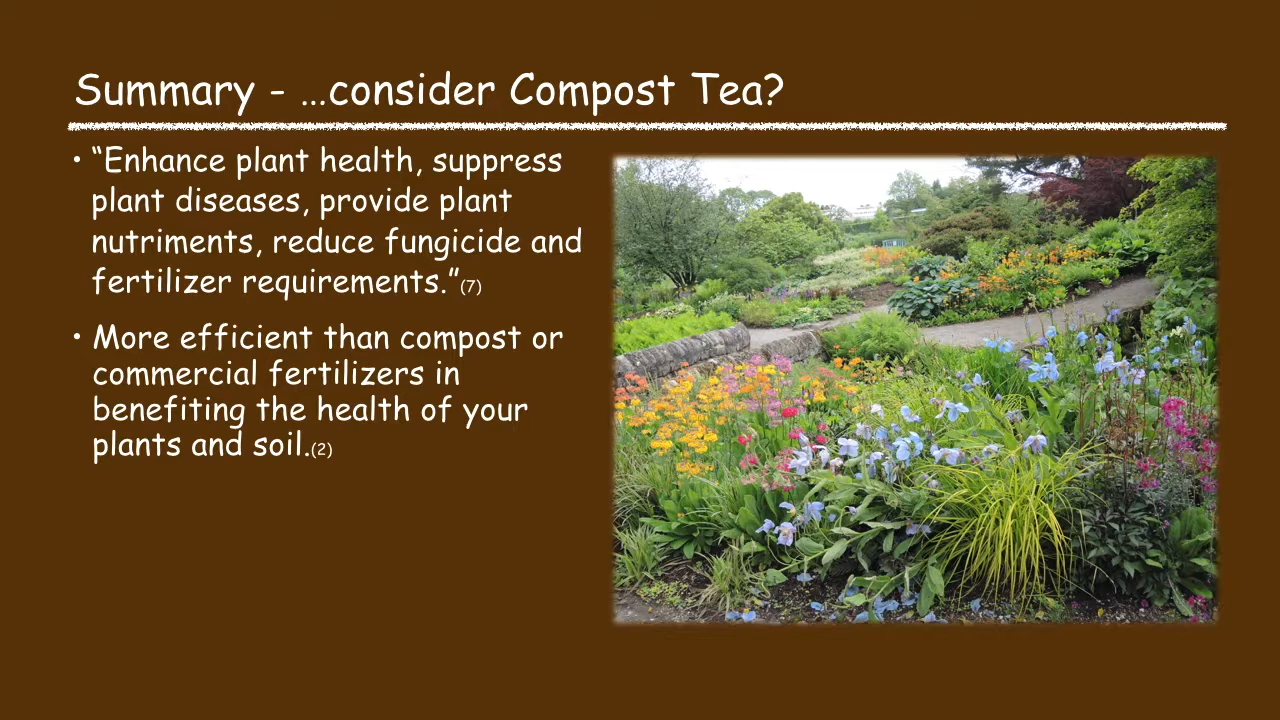 Summary - …consider Compost Tea?
• “Enhance plant health, suppress
plant diseases, provide plant
nutriments, reduce fungicide and
fertilizer requirements.”(7)
• More efficient than compost or
commercial fertilizers in
benefiting the health of your
plants and soil.(2)